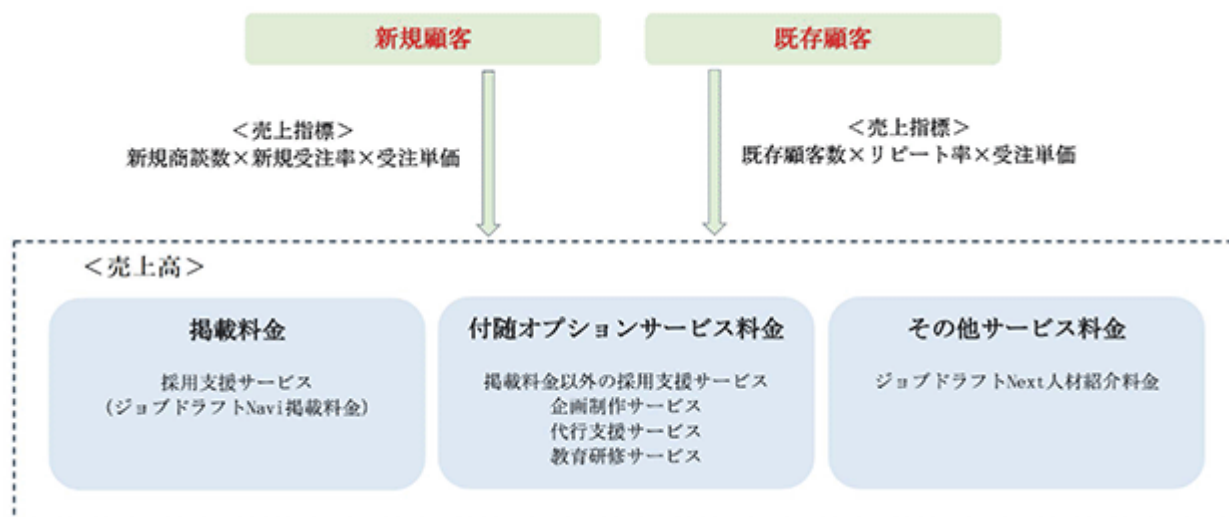 新規顧客
既存顧客
＜売上指標＞
新規商談数×新規受注率×受注単価
＜売上指標＞
既存顧客数×リピート率×受注単価
＜売上高＞
掲載料金
採用支援サービス
(ジョブドラフトNavi掲載料金)
付随オプションサービス料金
掲載料金以外の採用支援サービス
企画制作サービス
代行支援サービス
教育研修サービス
その他サービス料金
ジョブドラフトNext人材紹介料金